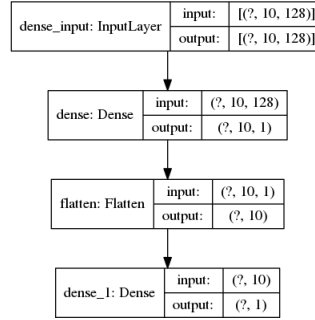 dense_input: InputLayer input: [(?, 10, 128)]
output: [(?, 10, 128)]
dense: Dense input: (?, 10, 128)
output: (?, 10, 1)
flatten: Flatten input: (?, 10, 1)
output: (?, 10)
dense_1: Dense input: (?, 10)
output: (?, 1)